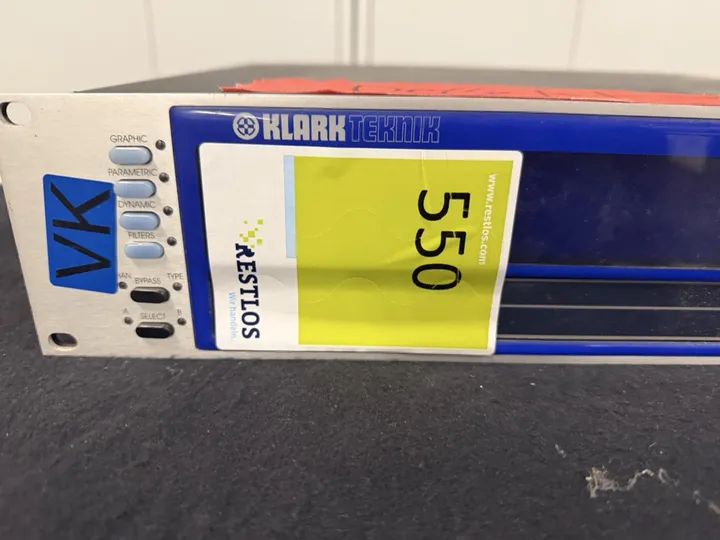 KLARK TEKNIK
GRAPHIC
PARAMETRIC
DYNAMIC
FILTERS
BYPASS
TYPE
A
SELECT
B
VK
RESTLOS
Wir handeln.
550
www.restlos.com